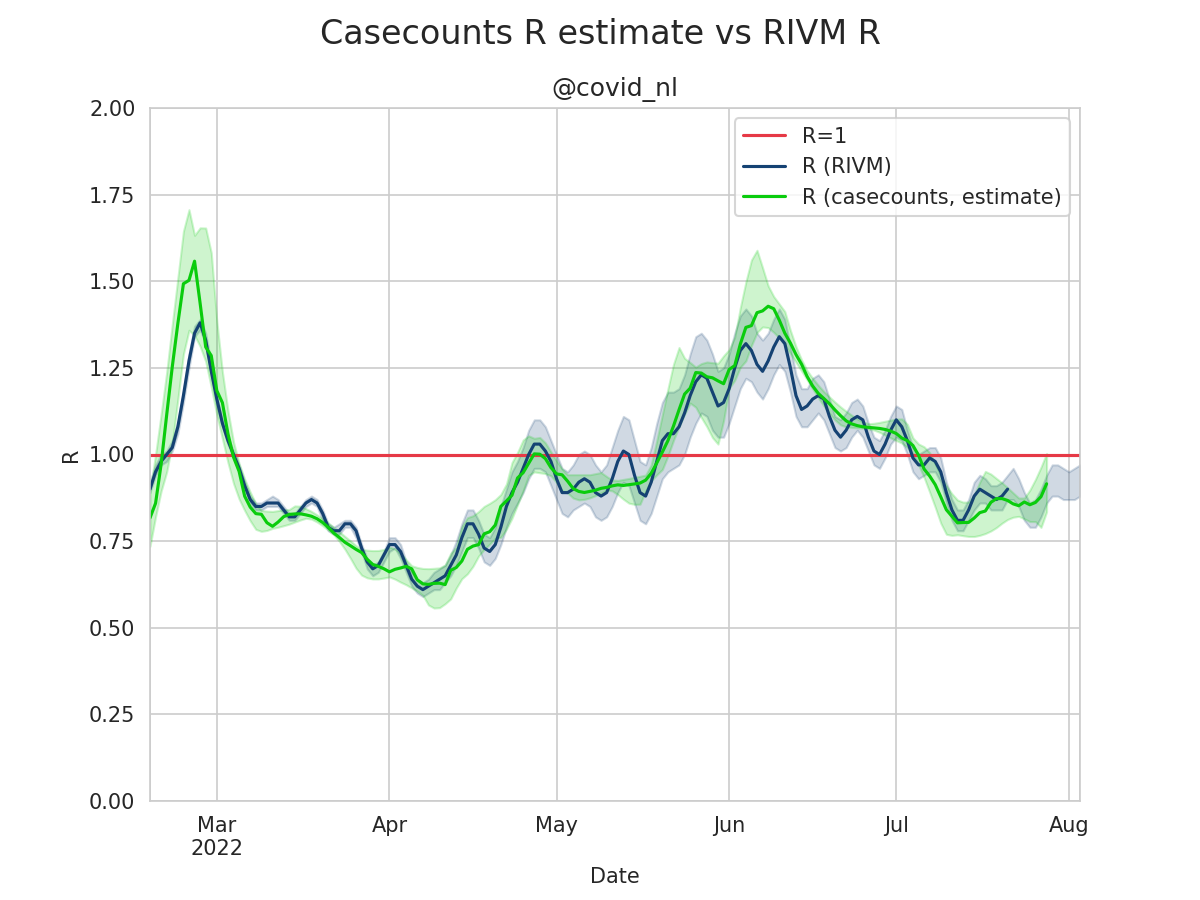 Casecounts R estimate vs RIVM R
@covid_nl
2.00
1.75
1.50
1.25
1.00
0.75
0.50
0.25
0.00
R
R=1
R (RIVM)
R (casecounts, estimate)
Mar
2022
Apr
May
Jun
Jul
Aug
Date